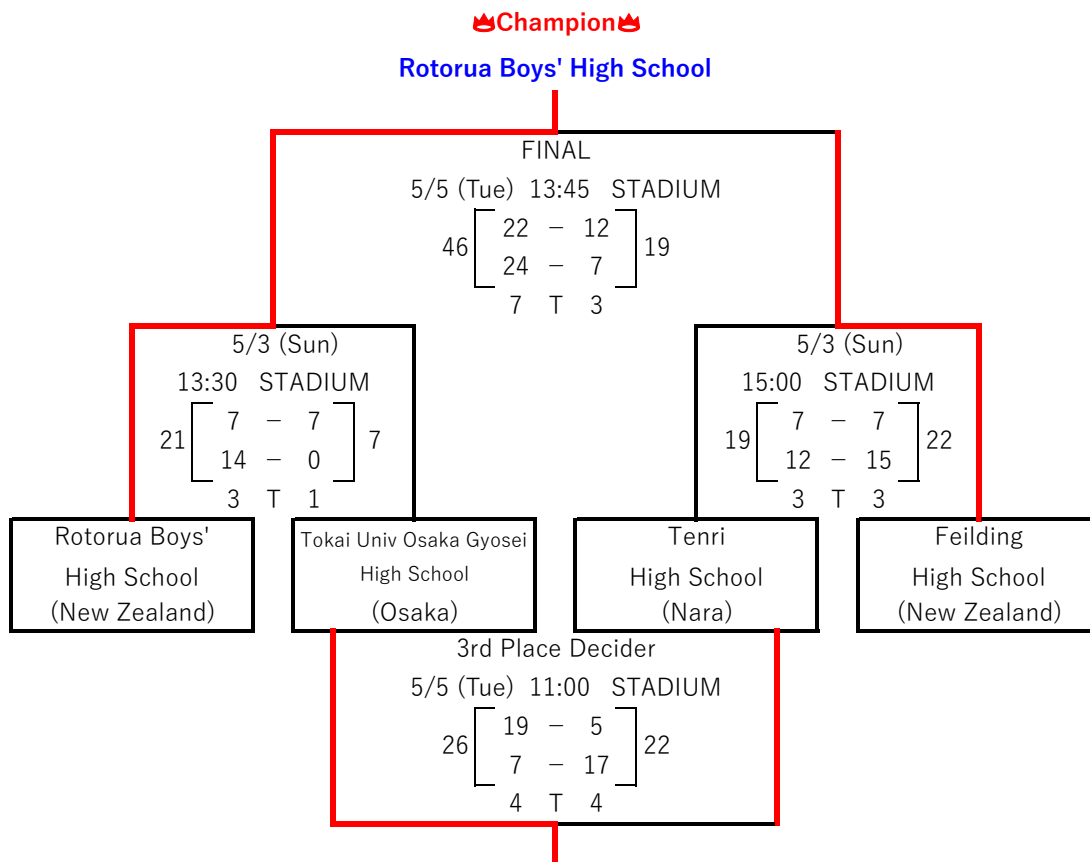 Champion
Rotorua Boys' High School
FINAL
5/5 (Tue) 13:45 STADIUM
22 － 12
46 19
24 － 7
7 T 3
5/3 (Sun)
13:30 STADIUM
7 － 7
21 7
14 － 0
3 T 1
5/3 (Sun)
15:00 STADIUM
7 － 7
19 22
12 － 15
3 T 3
Rotorua Boys'
High School
(New Zealand)
Tokai Univ Osaka Gyosei
High School
(Osaka)
Tenri
High School
(Nara)
Feilding
High School
(New Zealand)
3rd Place Decider
5/5 (Tue) 11:00 STADIUM
19 － 5
26 22
7 － 17
4 T 4